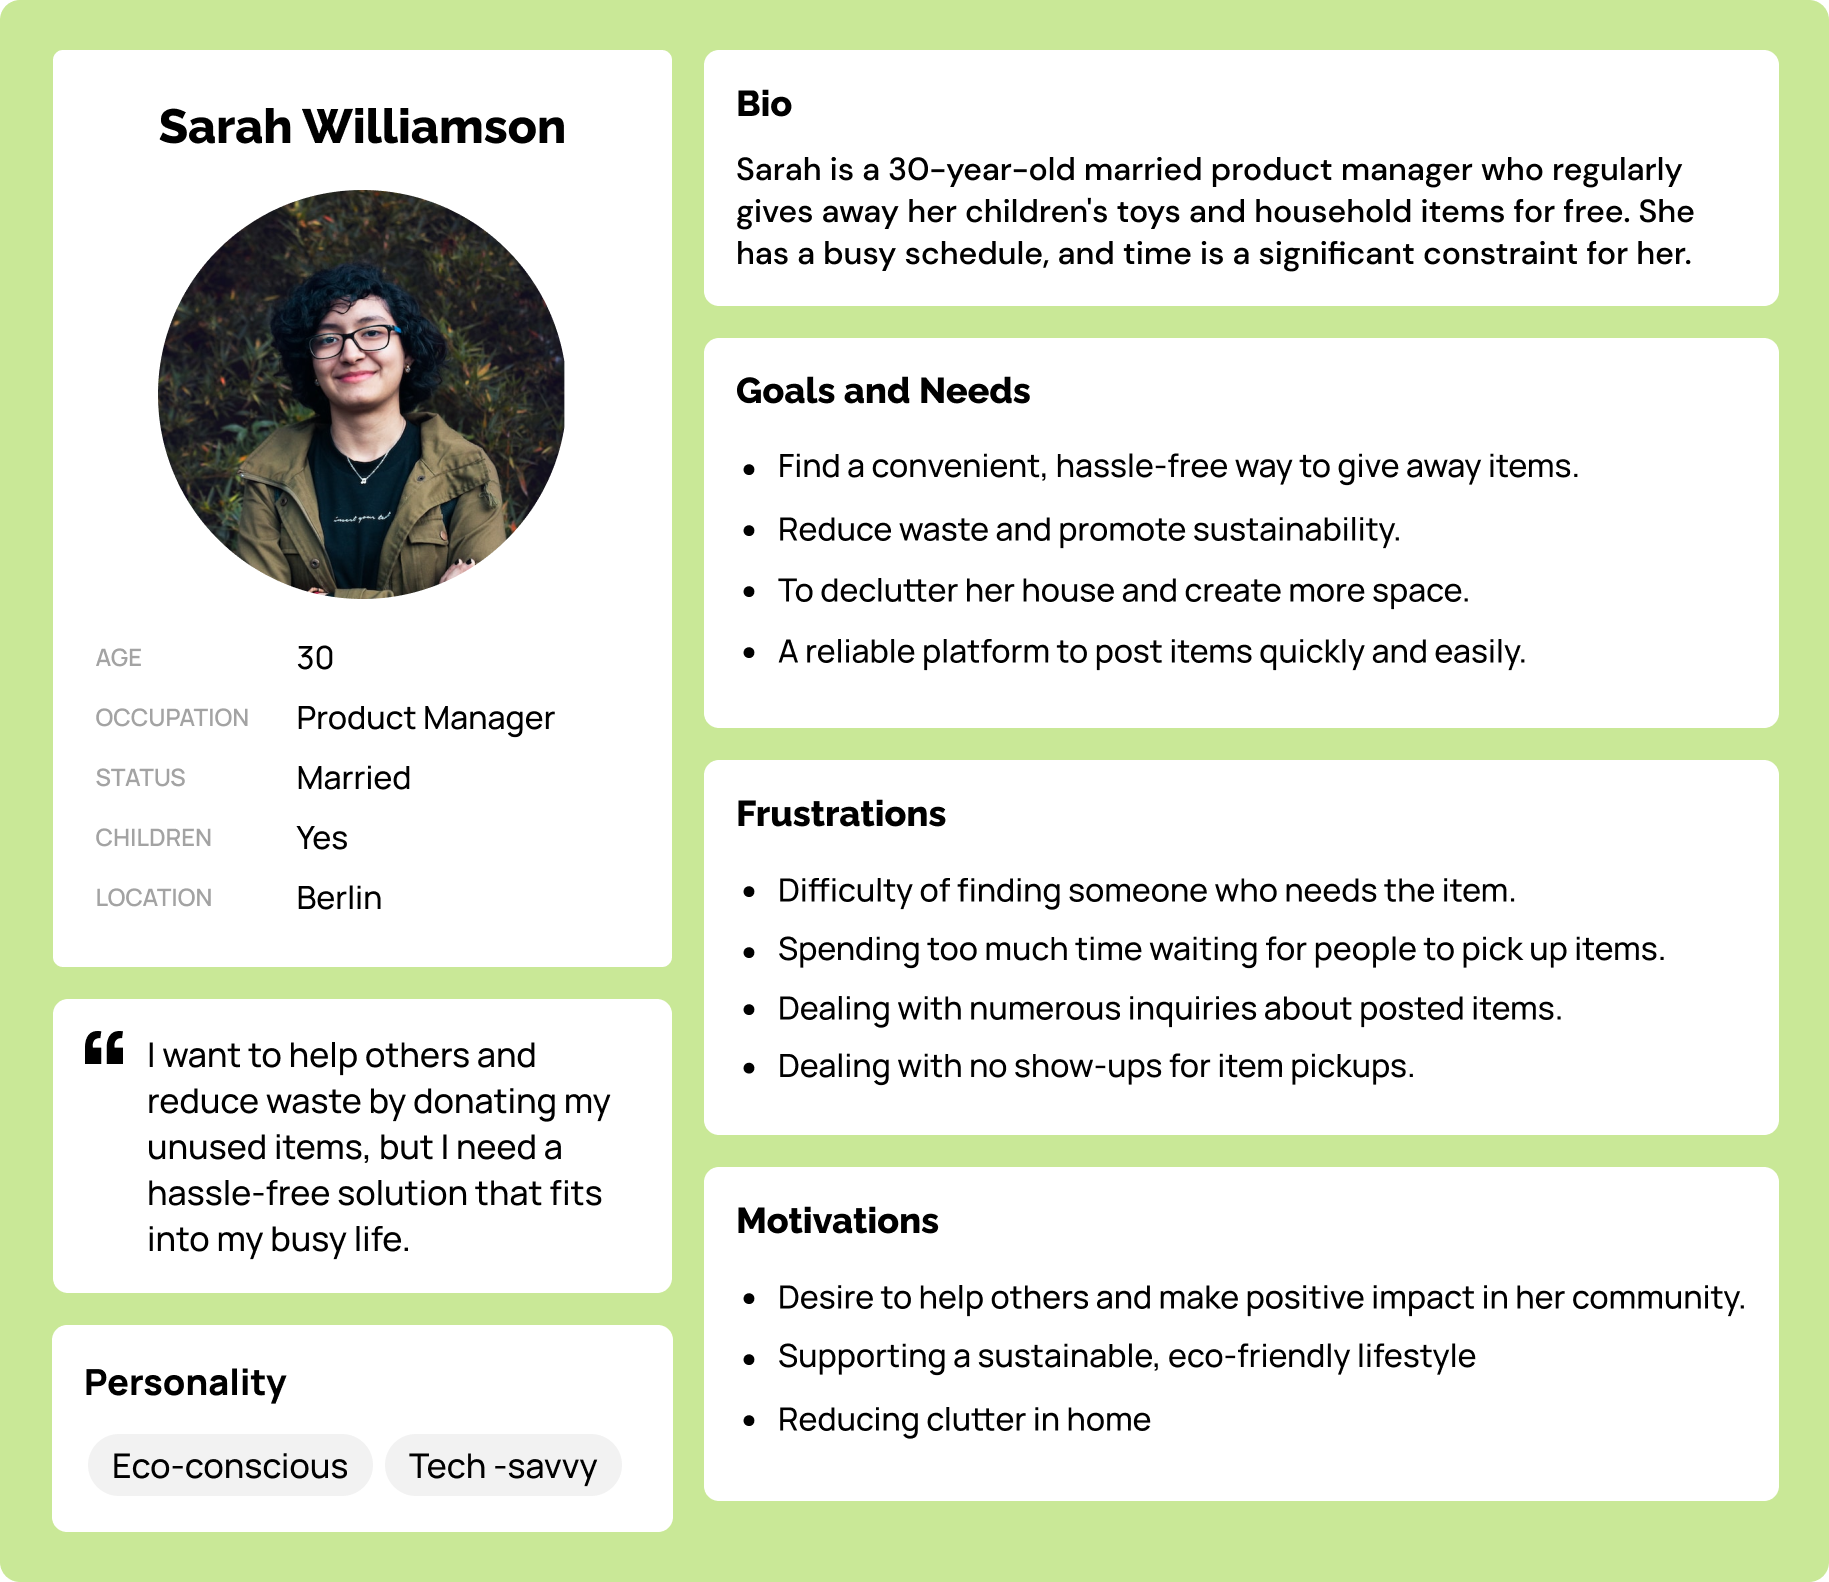 Sarah Williamson
AGE 30
OCCUPATION Product Manager
STATUS Married
CHILDREN Yes
LOCATION Berlin
“ I want to help others and
reduce waste by donating my
unused items, but I need a
hassle-free solution that fits
into my busy life.
Personality
Eco-conscious Tech -savvy
Bio
Sarah is a 30-year-old married product manager who regularly
gives away her children's toys and household items for free. She
has a busy schedule, and time is a significant constraint for her.
Goals and Needs
• Find a convenient, hassle-free way to give away items.
• Reduce waste and promote sustainability.
• To declutter her house and create more space.
• A reliable platform to post items quickly and easily.
Frustrations
• Difficulty of finding someone who needs the item.
• Spending too much time waiting for people to pick up items.
• Dealing with numerous inquiries about posted items.
• Dealing with no show-ups for item pickups.
Motivations
• Desire to help others and make positive impact in her community.
• Supporting a sustainable, eco-friendly lifestyle
• Reducing clutter in home